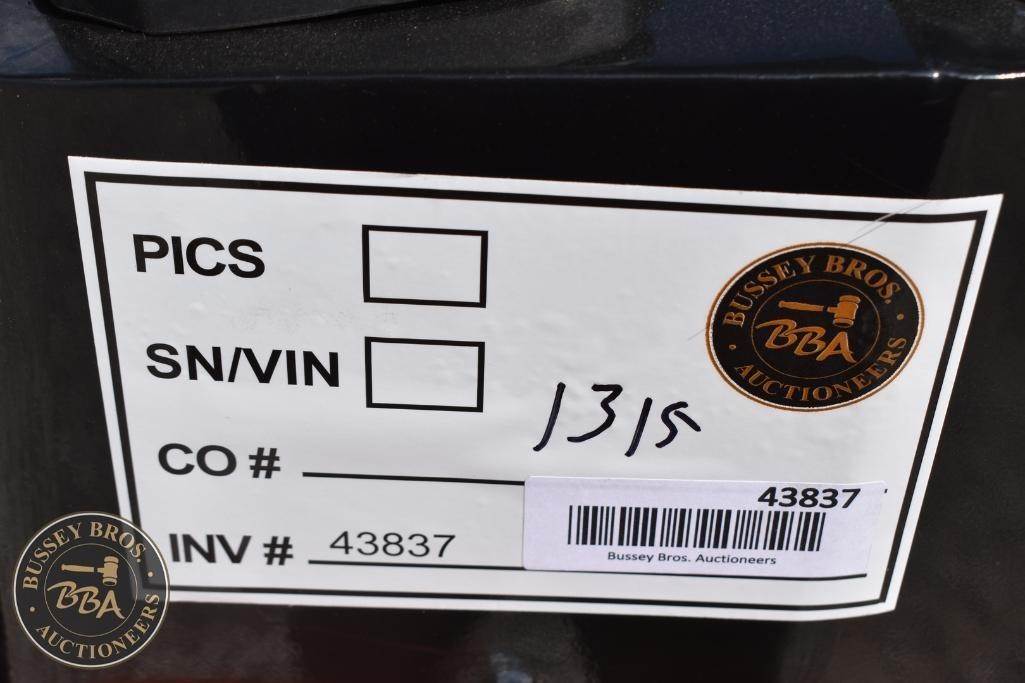 PICS
BUSSEY BROS.
BBA
AUCTIONEERS
SN/VIN
1315
CO #
43837
Bussey Bros. Auctioneers
INV # 43837
BUSSEY BROS.
BBA
AUCTIONEERS